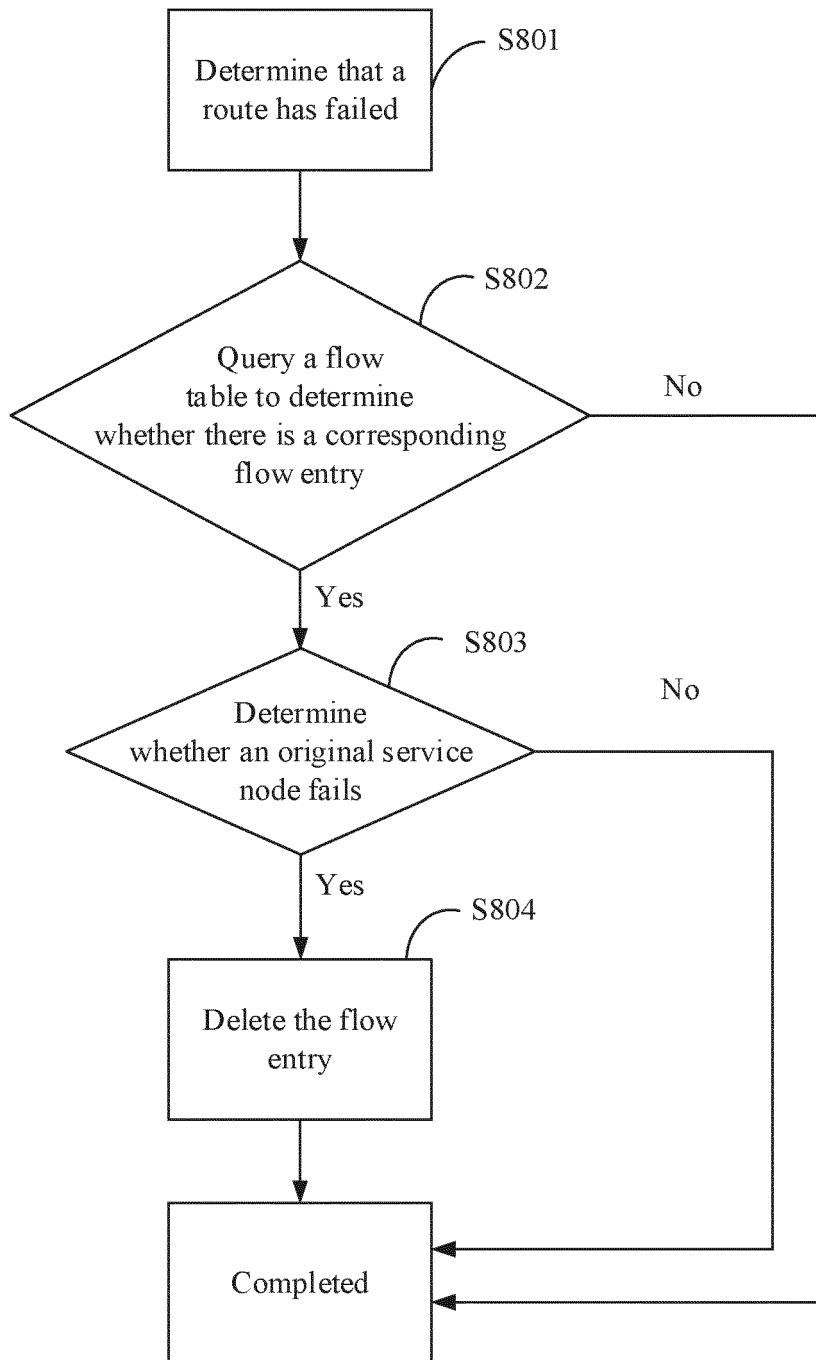 S801
Determine that a
route has failed
S802
Query a flow
table to determine
whether there is a corresponding
flow entry
No
Yes
S803
Determine
whether an original service
node fails
No
Yes
S804
Delete the flow
entry
Completed